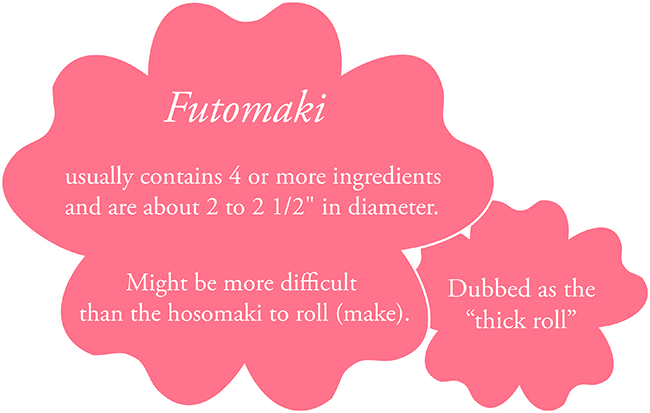 Futomaki
usually contains 4 or more ingredients
and are about 2 to 2 1/2" in diameter.
Might be more difficult
than the hosomaki to roll (make).
Dubbed as the
“thick roll”